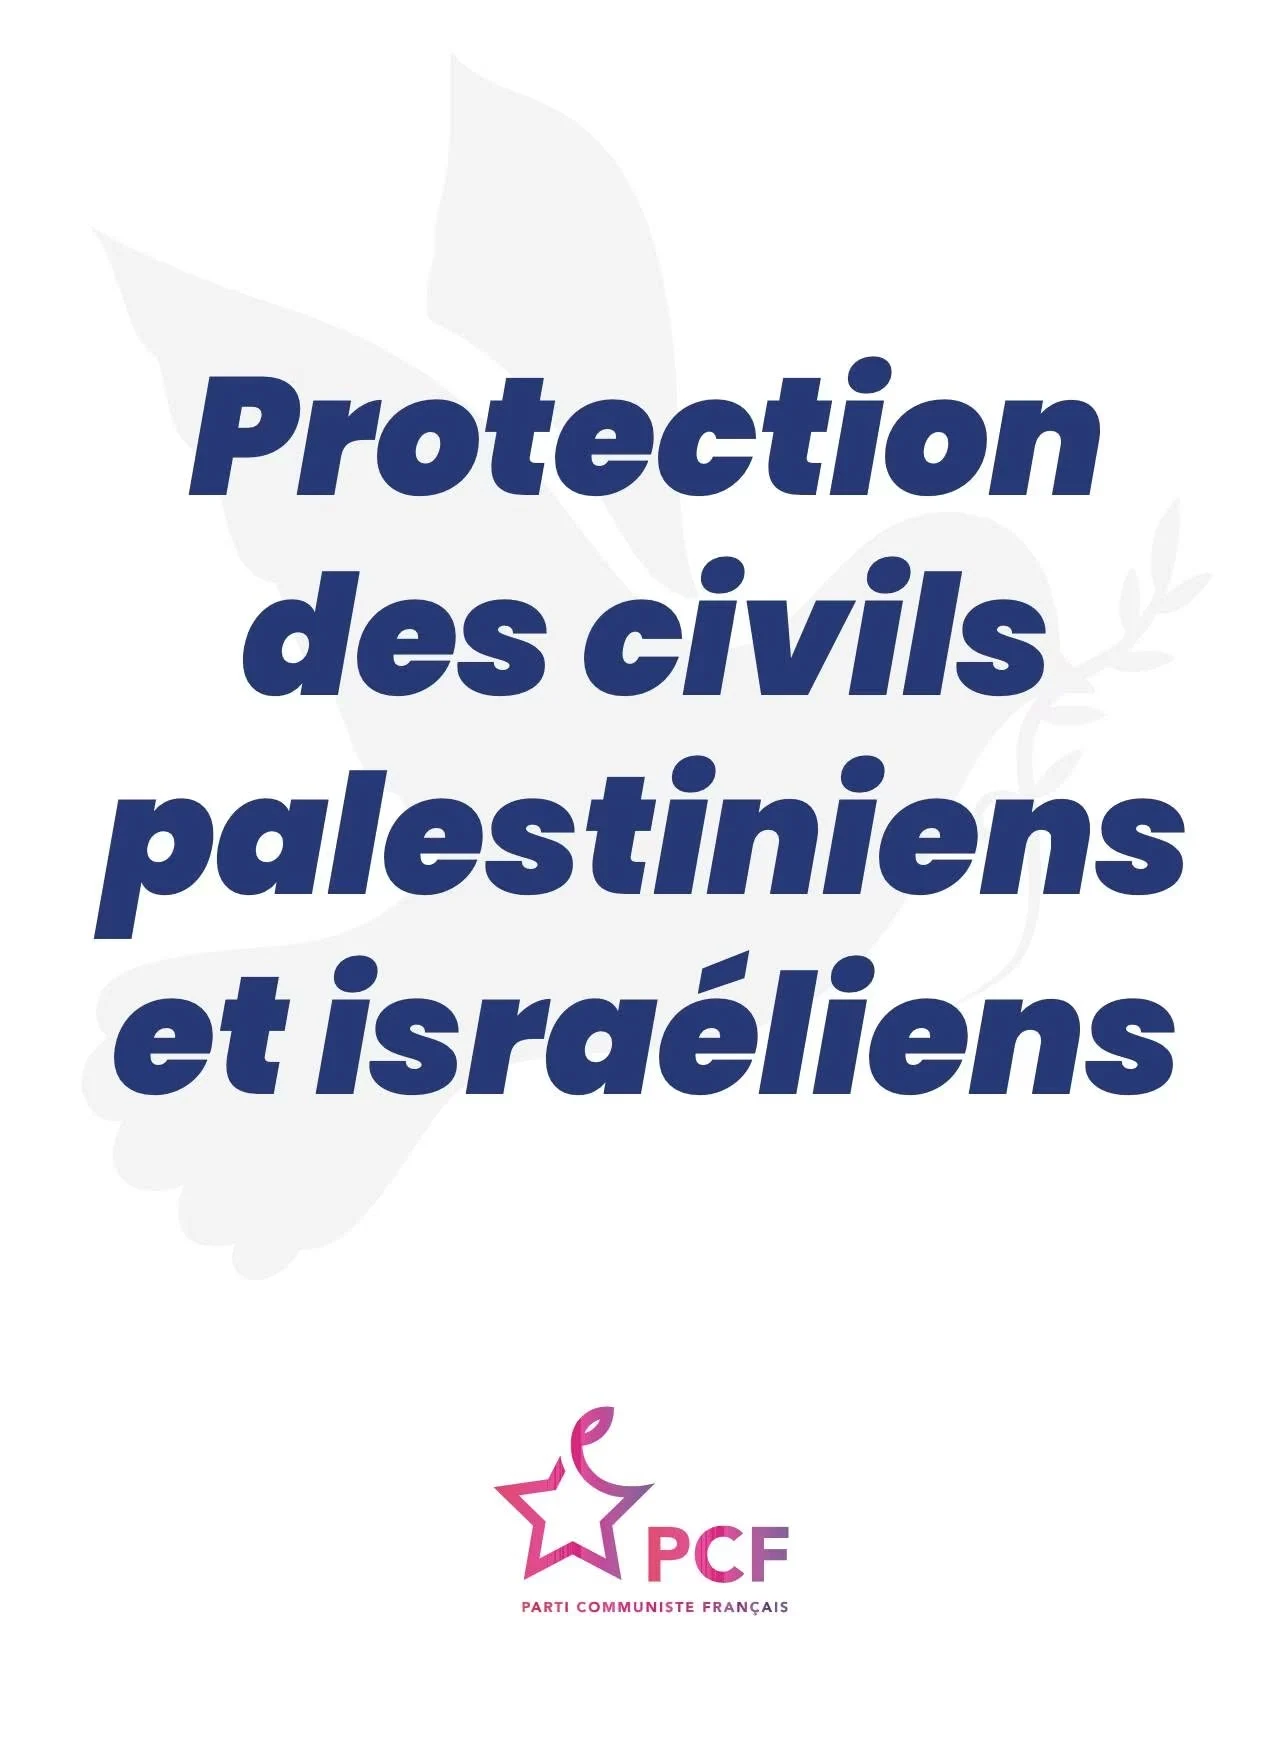 Protection
des civils
palestiniens
et israéliens
PCF
PARTI COMMUNISTE FRANÇAIS